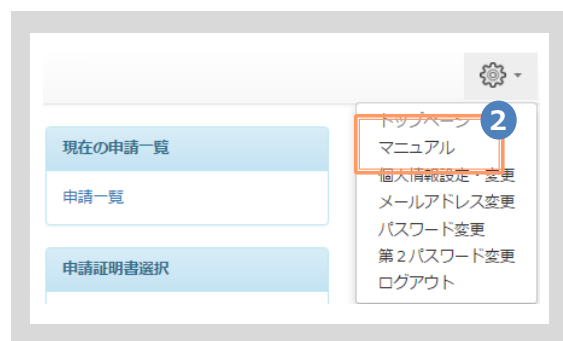 トップページ
2
現在の申請一覧
マニュアル
個人情報設定・変更
申請一覧
メールアドレス変更
パスワード変更
第２パスワード変更
申請証明書選択
ログアウト